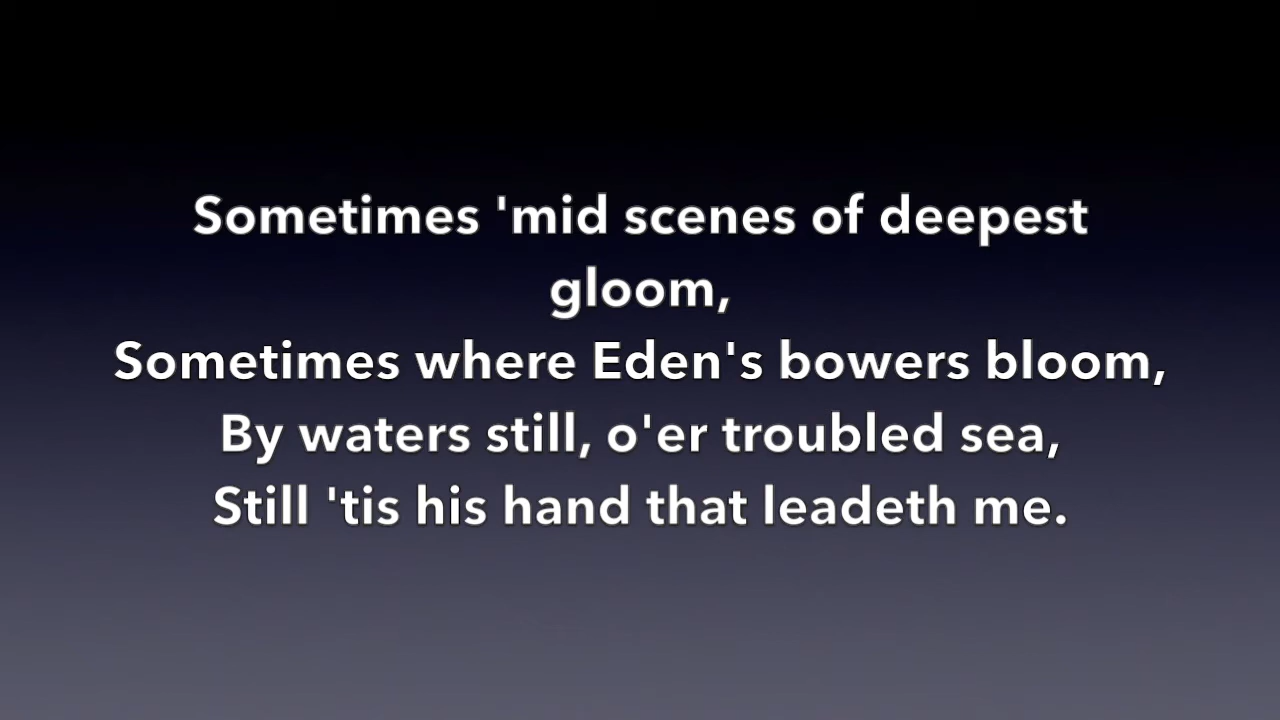 Sometimes 'mid scenes of deepest
gloom,
Sometimes where Eden's bowers bloom,
By waters still, o'er troubled sea,
Still 'tis his hand that leadeth me.